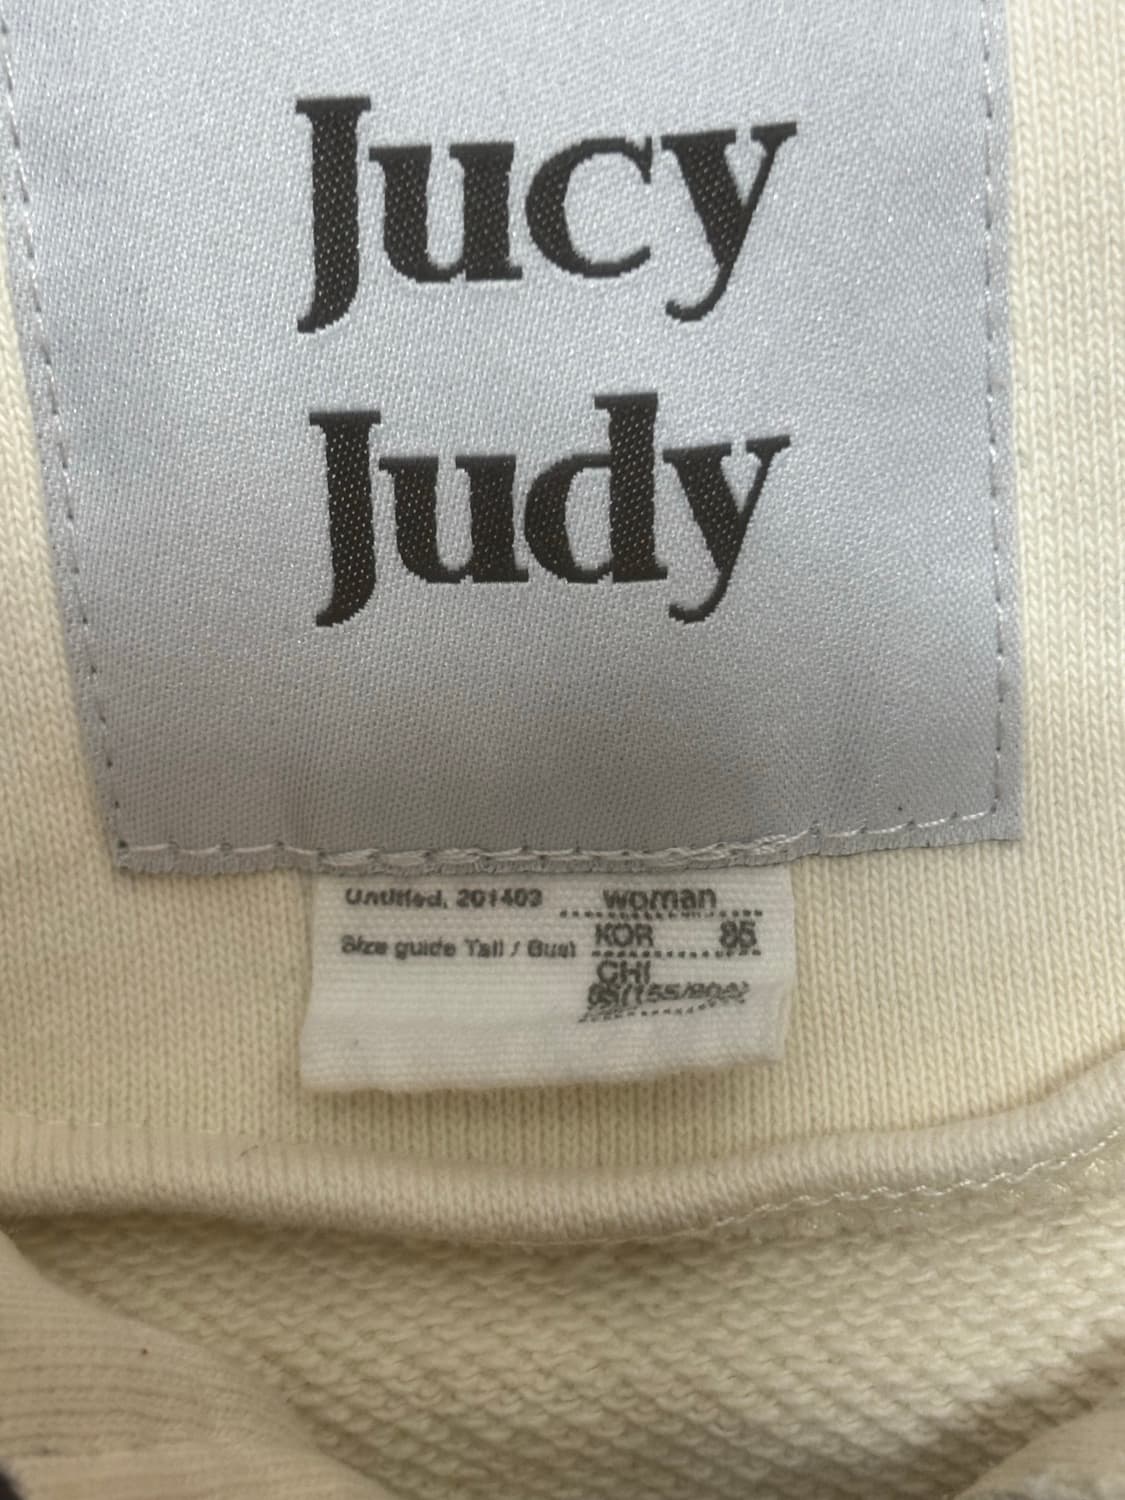 Jucy
Judy
Untitled, 201403
woman
Size guide Tall / Bust
KOR 85
CHI